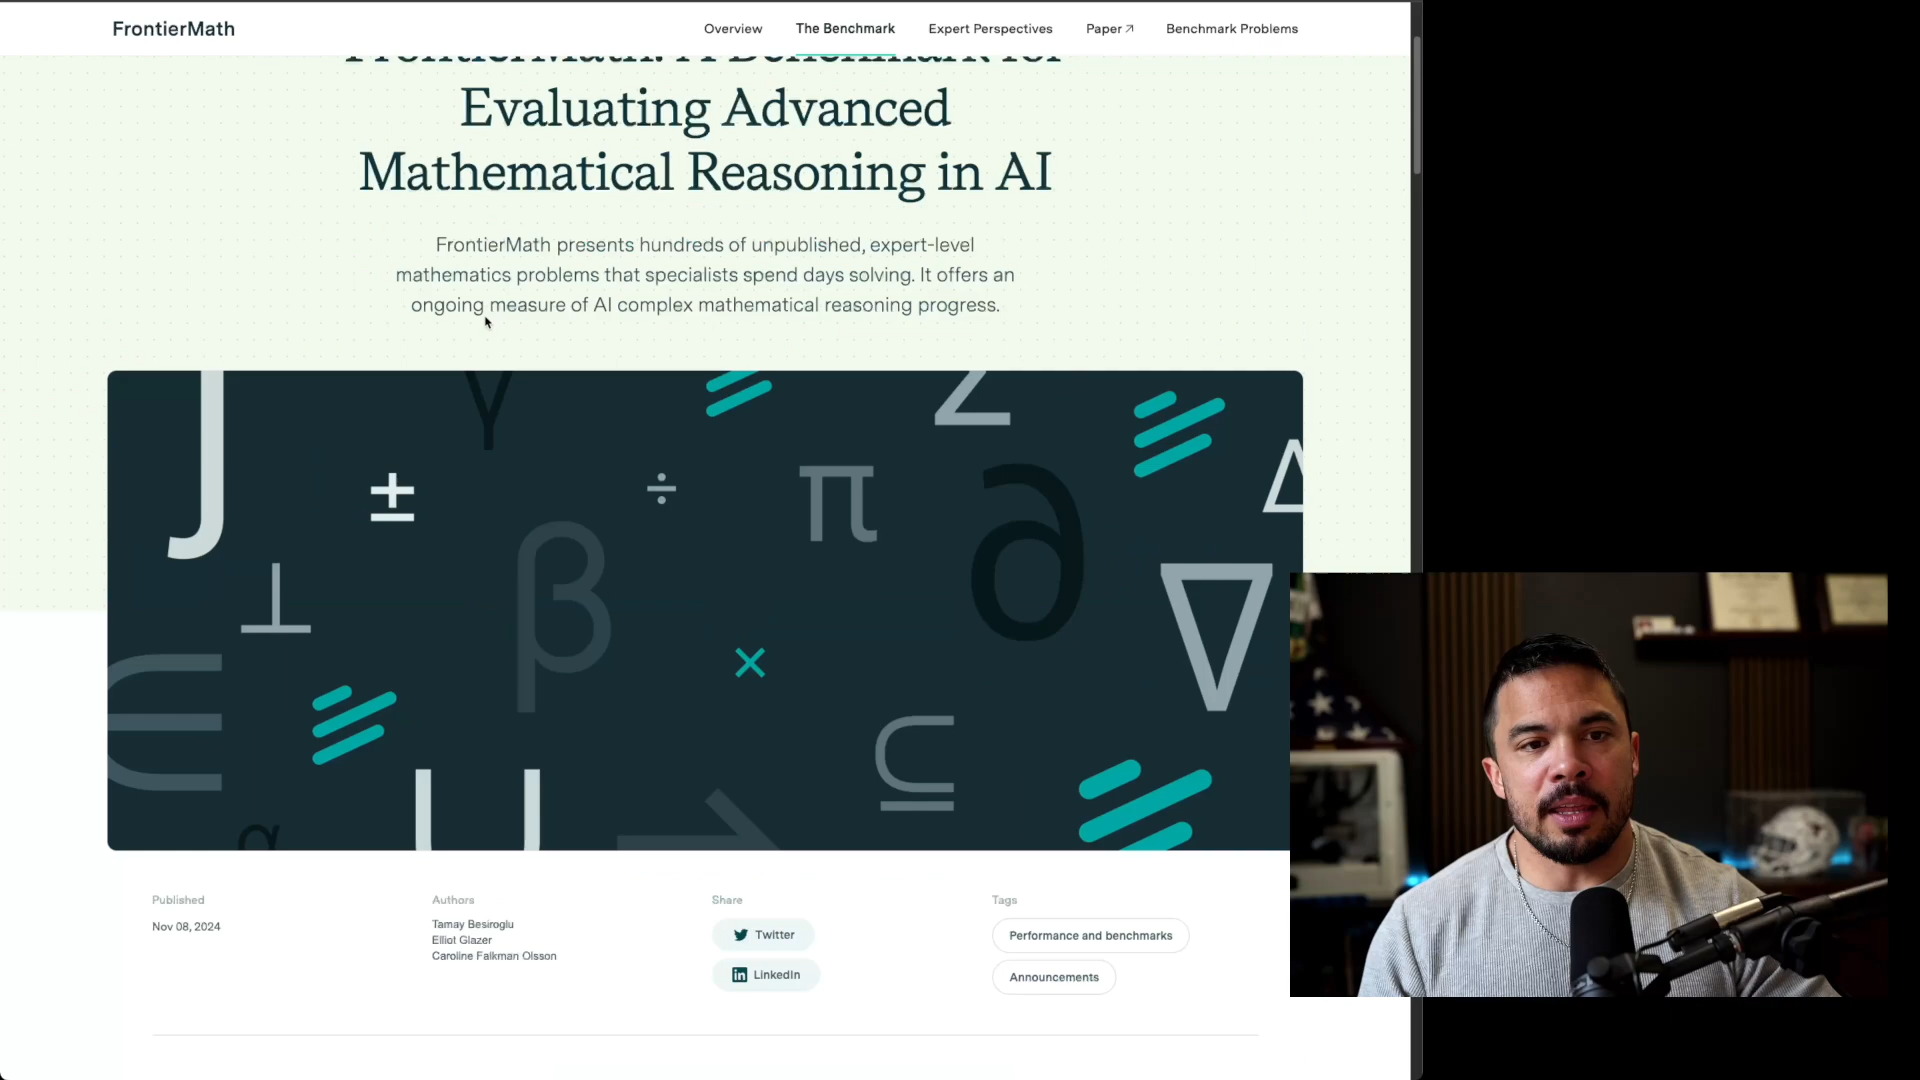 FrontierMath
Overview
The Benchmark
Expert Perspectives
Paper ↗
Benchmark Problems
FrontierMath: A Benchmark for
Evaluating Advanced
Mathematical Reasoning in AI
FrontierMath presents hundreds of unpublished, expert-level
mathematics problems that specialists spend days solving. It offers an
ongoing measure of AI complex mathematical reasoning progress.
J
γ
Z
±
÷
π
∂
Δ
⊥
β
×
∇
∈
⊆
α
U
Published
Nov 08, 2024
Authors
Tamay Besiroglu
Elliot Glazer
Caroline Falkman Olsson
Share
Twitter
LinkedIn
Tags
Performance and benchmarks
Announcements